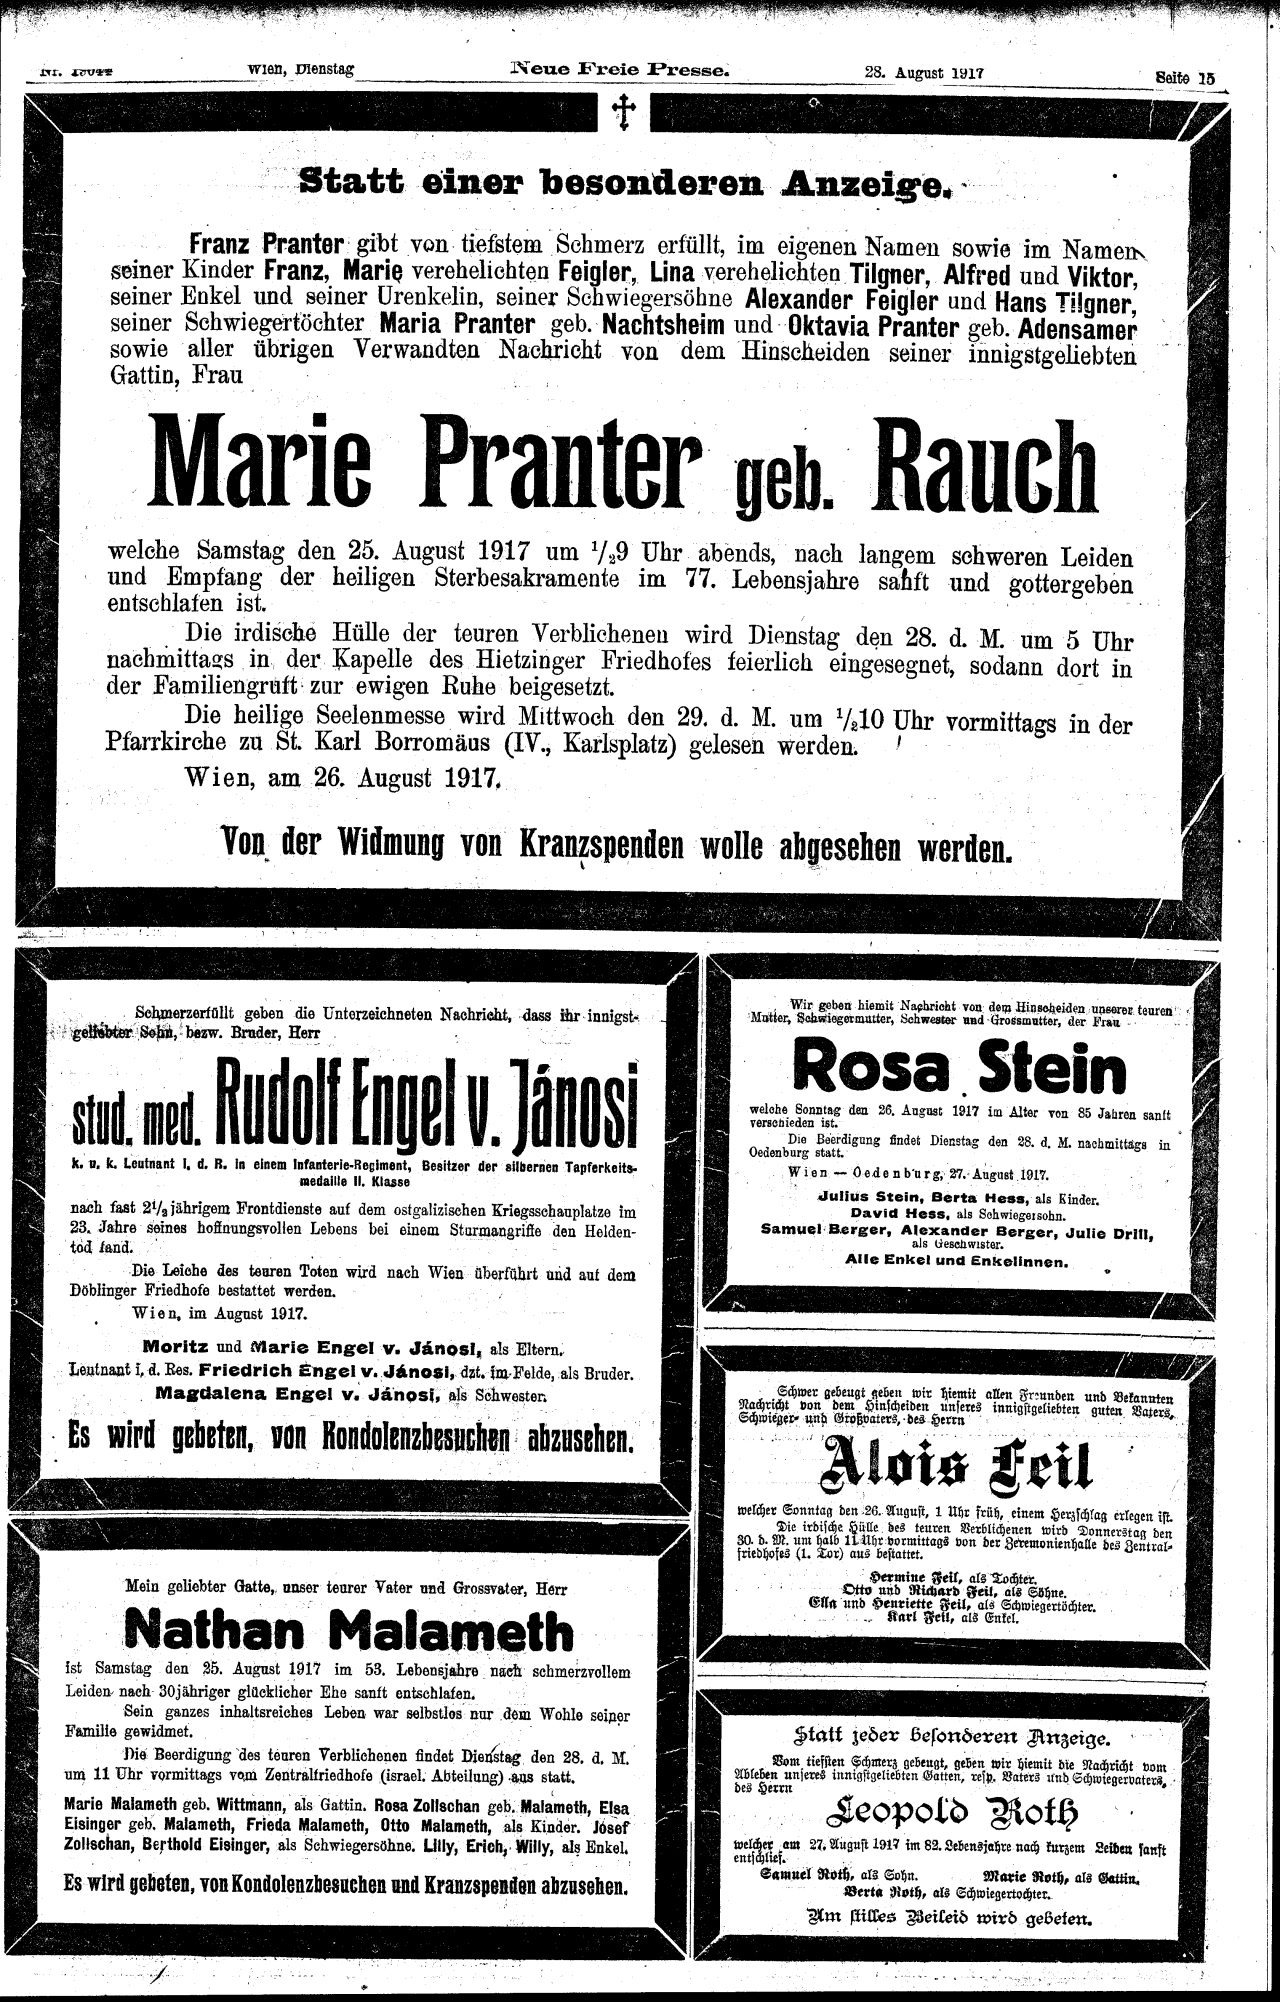 Wien, Dienstag
Neue Freie Presse.
28. August 1917
Seite 15
Statt einer besonderen Anzeige.
Franz Pranter gibt von tiefstem Schmerz erfüllt, im eigenen Namen sowie im Namen
seiner Kinder Franz, Marie verehelichten Feigler, Lina verehelichten Tilgner, Alfred und Viktor,
seiner Enkel und seiner Urenkelin, seiner Schwiegersöhne Alexander Feigler und Hans Tilgner,
seiner Schwiegertöchter Maria Pranter geb. Nachtsheim und Oktavia Pranter geb. Adensamer
sowie aller übrigen Verwandten Nachricht von dem Hinscheiden seiner innigstgeliebten
Gattin, Frau
Marie Pranter geb. Rauch
welche Samstag den 25. August 1917 um 1/29 Uhr abends, nach langem schweren Leiden
und Empfang der heiligen Sterbesakramente im 77. Lebensjahre sanft und gottergeben
entschlafen ist.
Die irdische Hülle der teuren Verblichenen wird Dienstag den 28. d. M. um 5 Uhr
nachmittags in der Kapelle des Hietzinger Friedhofes feierlich eingesegnet, sodann dort in
der Familiengruft zur ewigen Ruhe beigesetzt.
Die heilige Seelenmesse wird Mittwoch den 29. d. M. um 1/210 Uhr vormittags in der
Pfarrkirche zu St. Karl Borromäus (IV., Karlsplatz) gelesen werden.
Wien, am 26. August 1917.
Von der Widmung von Kranzspenden wolle abgesehen werden.
Schmerzerfüllt geben die Unterzeichneten Nachricht, dass ihr innigst-
geliebter Sohn, bezw. Bruder, Herr
stud. med. Rudolf Engel v. Jánosi
k. u. k. Leutnant i. d. R. in einem Infanterie-Regiment, Besitzer der silbernen Tapferkeits-
medaille II. Klasse
nach fast 2 1/2 jährigem Frontdienste auf dem ostgalizischen Kriegsschauplatze im
23. Jahre seines hoffnungsvollen Lebens bei einem Sturmangriffe den Helden-
tod fand.
Die Leiche des teuren Toten wird nach Wien überführt und auf dem
Döblinger Friedhofe bestattet werden.
Wien, im August 1917.
Moritz und Marie Engel v. Jánosi, als Eltern.
Leutnant i. d. Res. Friedrich Engel v. Jánosi, dzt. im Felde, als Bruder.
Magdalena Engel v. Jánosi, als Schwester.
Es wird gebeten, von Kondolenzbesuchen abzusehen.
Mein geliebter Gatte, unser teurer Vater und Grossvater, Herr
Nathan Malameth
ist Samstag den 25. August 1917 im 53. Lebensjahre nach schmerzvollem
Leiden nach 30jähriger glücklicher Ehe sanft entschlafen.
Sein ganzes inhaltsreiches Leben war selbstlos nur dem Wohle seiner
Familie gewidmet.
Die Beerdigung des teuren Verblichenen findet Dienstag den 28. d. M.
um 11 Uhr vormittags vom Zentralfriedhofe (israel. Abteilung) aus statt.
Marie Malameth geb. Wittmann, als Gattin. Rosa Zollschan geb. Malameth, Elsa
Eisinger geb. Malameth, Frieda Malameth, Otto Malameth, als Kinder. Josef
Zollschan, Berthold Eisinger, als Schwiegersöhne. Lilly, Erich, Willy, als Enkel.
Es wird gebeten, von Kondolenzbesuchen und Kranzspenden abzusehen.
Wir geben hiemit Nachricht von dem Hinscheiden unserer teuren
Mutter, Schwiegermutter, Schwester und Grossmutter, der Frau
Rosa Stein
welche Sonntag den 26. August 1917 im Alter von 85 Jahren sanft
verschieden ist.
Die Beerdigung findet Dienstag den 28. d. M. nachmittags in
Oedenburg statt.
Wien — Oedenburg, 27. August 1917.
Julius Stein, Berta Hess, als Kinder.
David Hess, als Schwiegersohn.
Samuel Berger, Alexander Berger, Julie Drill,
als Geschwister.
Alle Enkel und Enkelinnen.
Schwer gebeugt geben wir hiemit allen Freunden und Bekannten
Nachricht von dem Hinscheiden unseres innigstgeliebten guten Vaters,
Schwieger- und Großvaters, des Herrn
Alois Feil
welcher Sonntag den 26. August, 1 Uhr früh, einem Herzschlag erlegen ist.
Die irdische Hülle des teuren Verblichenen wird Donnerstag den
30. d. M. um halb 11 Uhr vormittags von der Zeremonienhalle des Zentral-
friedhofes (1. Tor) aus bestattet.
Hermine Feil, als Tochter.
Otto und Richard Feil, als Söhne.
Ella und Henriette Feil, als Schwiegertöchter.
Karl Feil, als Enkel.
Statt jeder besonderen Anzeige.
Vom tiefsten Schmerz gebeugt, geben wir hiemit die Nachricht vom
Ableben unseres innigstgeliebten Gatten, resp. Vaters und Schwiegervaters,
des Herrn
Leopold Roth
welcher am 27. August 1917 im 82. Lebensjahre nach kurzem Leiden sanft
entschlief.
Samuel Roth, als Sohn. Marie Roth, als Gattin.
Berta Roth, als Schwiegertochter.
Um stilles Beileid wird gebeten.